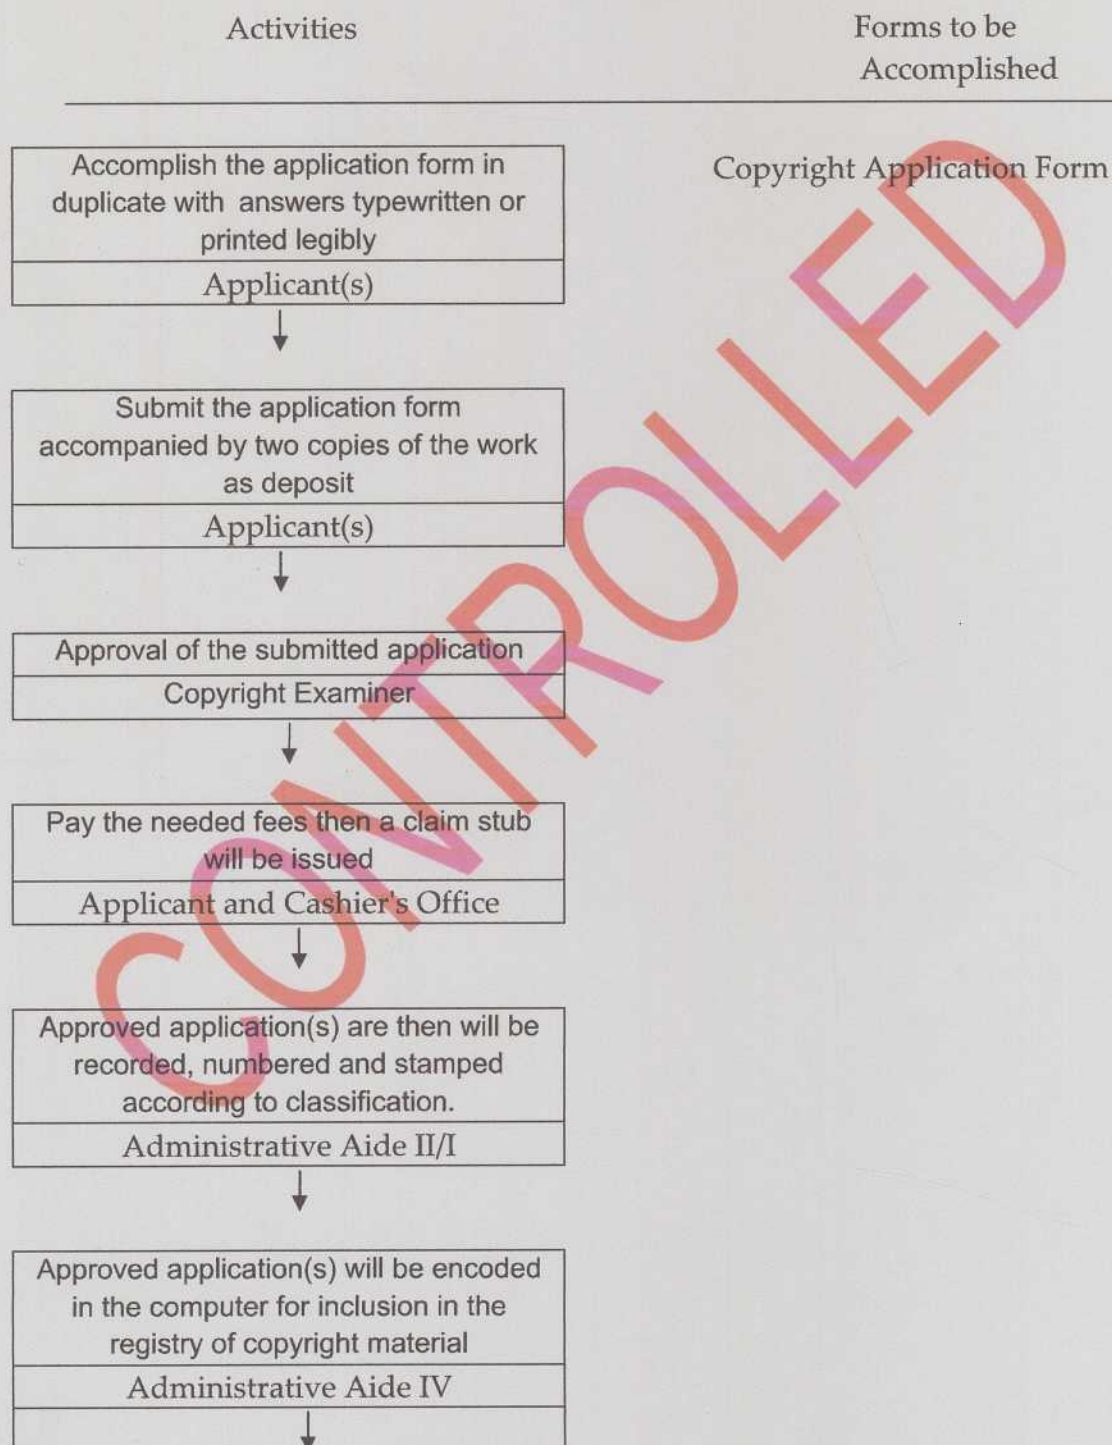 Activities
Forms to be
Accomplished
Accomplish the application form in
duplicate with answers typewritten or
printed legibly
Copyright Application Form
Applicant(s)
Submit the application form
accompanied by two copies of the work
as deposit
Applicant(s)
Approval of the submitted application
Copyright Examiner
Pay the needed fees then a claim stub
will be issued
Applicant and Cashier's Office
Approved application(s) are then will be
recorded, numbered and stamped
according to classification.
Administrative Aide II/I
Approved application(s) will be encoded
in the computer for inclusion in the
registry of copyright material
Administrative Aide IV
CONTROLLED